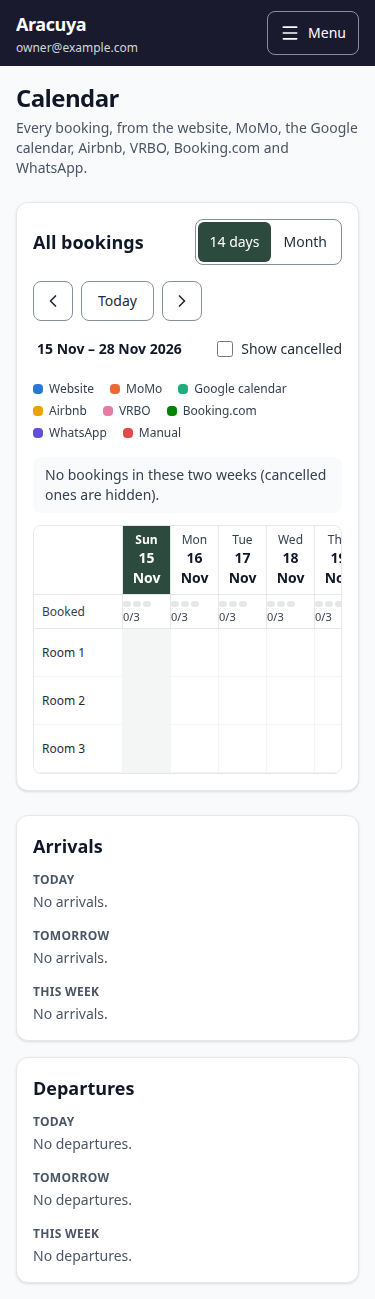 Aracuya
owner@example.com
Menu
Calendar
Every booking, from the website, MoMo, the Google
calendar, Airbnb, VRBO, Booking.com and
WhatsApp.
All bookings
14 days
Month
Today
15 Nov – 28 Nov 2026
Show cancelled
Website
MoMo
Google calendar
Airbnb
VRBO
Booking.com
WhatsApp
Manual
No bookings in these two weeks (cancelled
ones are hidden).
Sun
15
Nov
Mon
16
Nov
Tue
17
Nov
Wed
18
Nov
Booked
0/3
0/3
0/3
0/3
0/3
Room 1
Room 2
Room 3
Arrivals
TODAY
No arrivals.
TOMORROW
No arrivals.
THIS WEEK
No arrivals.
Departures
TODAY
No departures.
TOMORROW
No departures.
THIS WEEK
No departures.